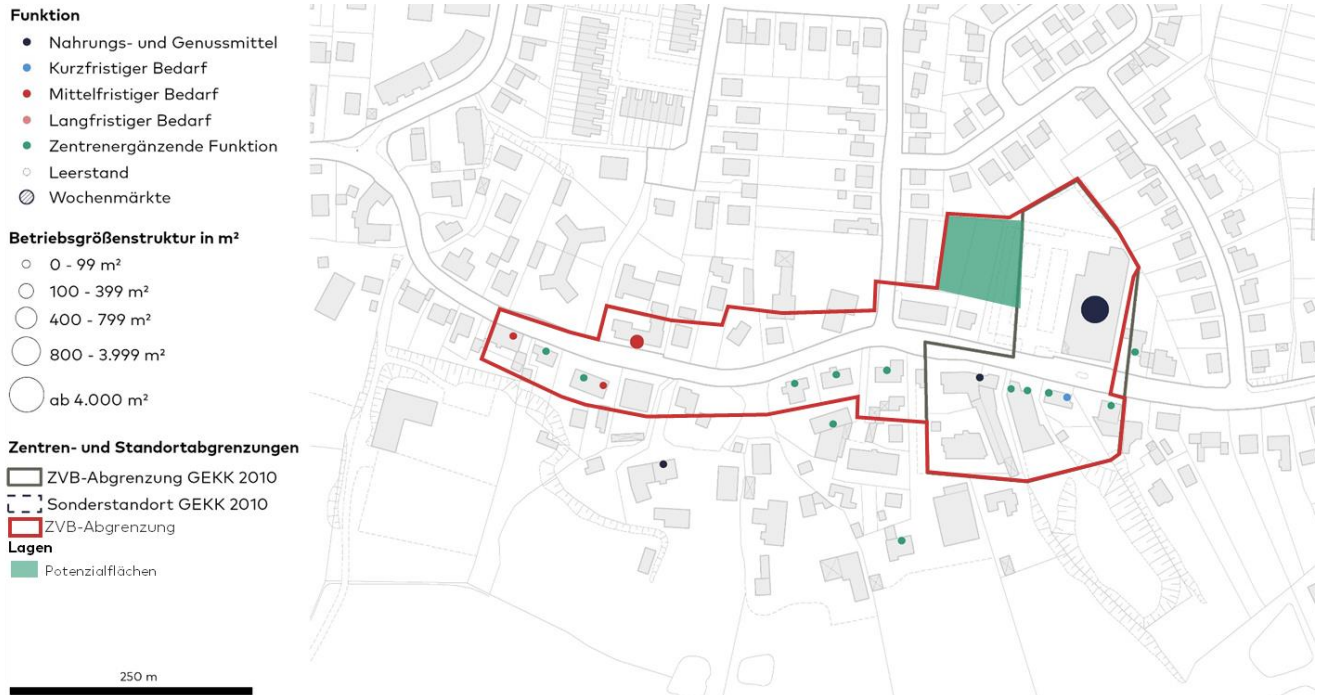 Funktion
Nahrungs- und Genussmittel
Kurzfristiger Bedarf
Mittelfristiger Bedarf
Langfristiger Bedarf
Zentrenergänzende Funktion
Leerstand
Wochenmärkte
Betriebsgrößenstruktur in m²
0 - 99 m²
100 - 399 m²
400 - 799 m²
800 - 3.999 m²
ab 4.000 m²
Zentren- und Standortabgrenzungen
ZVB-Abgrenzung GEKK 2010
Sonderstandort GEKK 2010
ZVB-Abgrenzung
Lagen
Potenzialflächen
250 m